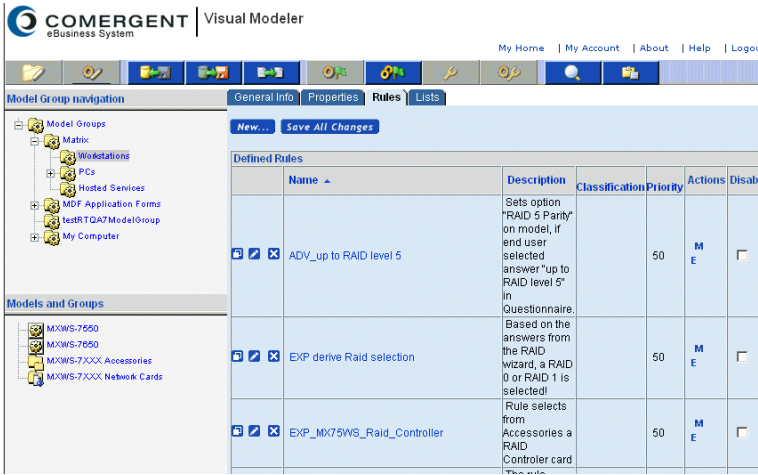 COMERGENT
eBusiness System
Visual Modeler
My Home | My Account | About | Help | Logou
Model Group navigation
General Info Properties Rules Lists
Model Groups
Matrix
Workstations
PCs
Hosted Services
MDF Application Forms
testRTQA7ModelGroup
My Computer
Models and Groups
MXWS-7550
MXWS-7650
MXWS-7XXX Accessories
MXWS-7XXX Network Cards
New... Save All Changes
Defined Rules
Name Description Classification Priority Actions Disab
ADV_up to RAID level 5
Sets option
"RAID 5 Parity"
on model, if
end user
selected
answer "up to
RAID level 5"
in
Questionnaire.
50
M
E
EXP derive Raid selection
Based on the
answers from
the RAID
wizard, a RAID
0 or RAID 1 is
selected!
50
M
E
EXP_MX75WS_Raid_Controller
Rule selects
from
Accessories a
RAID
Controler card
50
M
E
The rule